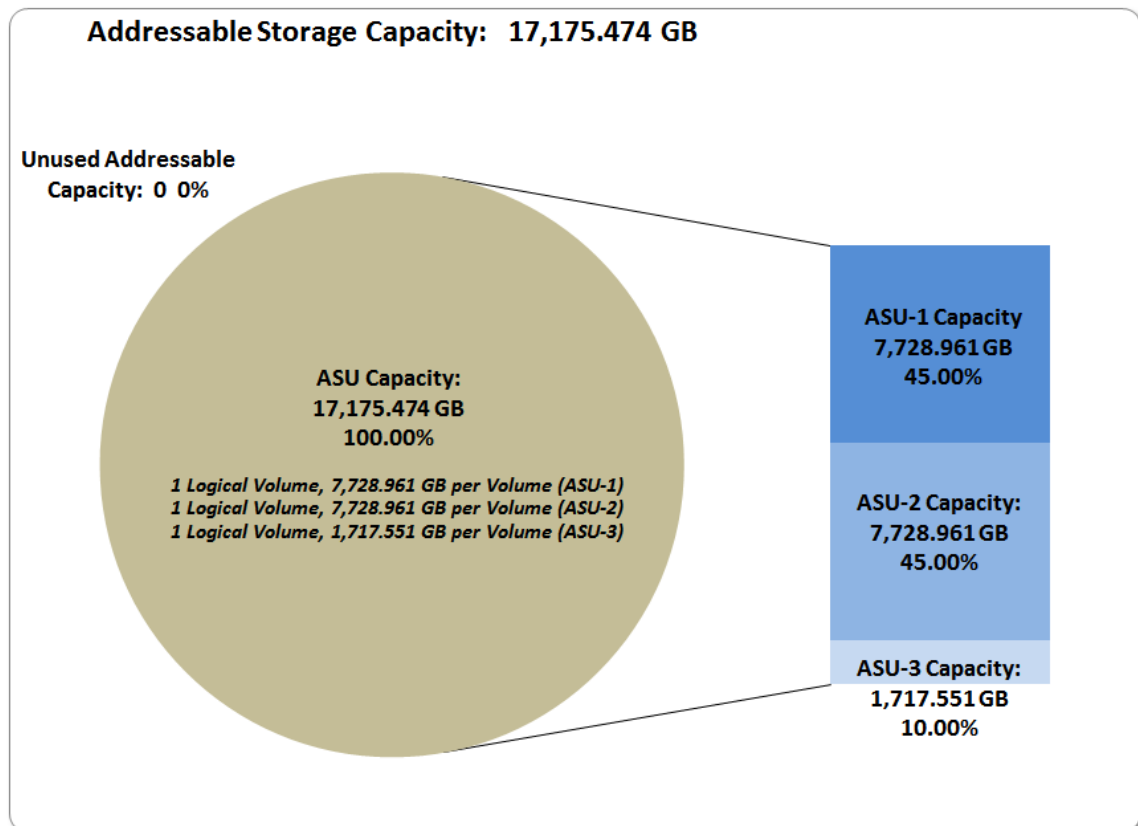 Addressable Storage Capacity: 17,175.474 GB
Unused Addressable
Capacity: 0 0%
ASU Capacity:
17,175.474 GB
100.00%
1 Logical Volume, 7,728.961 GB per Volume (ASU-1)
1 Logical Volume, 7,728.961 GB per Volume (ASU-2)
1 Logical Volume, 1,717.551 GB per Volume (ASU-3)
ASU-1 Capacity
7,728.961 GB
45.00%
ASU-2 Capacity:
7,728.961 GB
45.00%
ASU-3 Capacity:
1,717.551 GB
10.00%